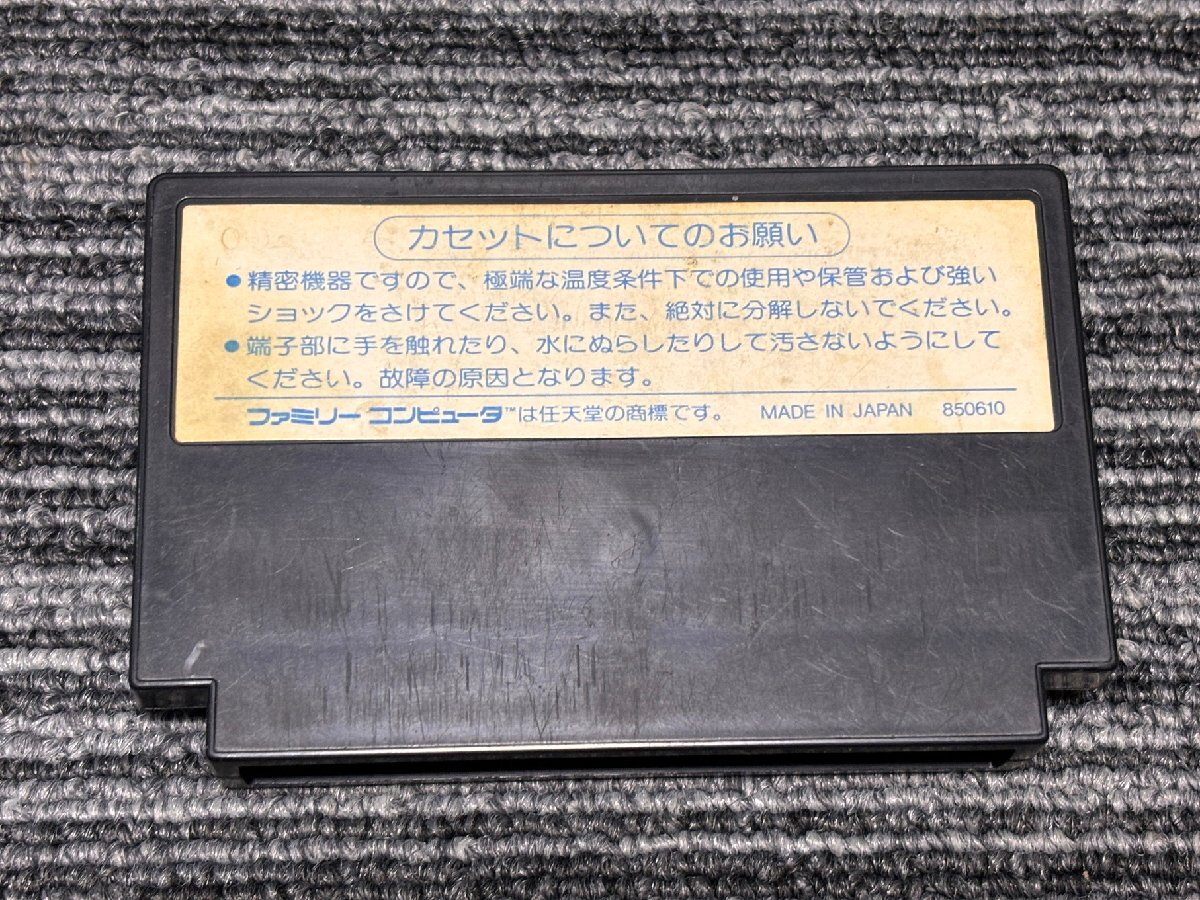 カセットについてのお願い
●精密機器ですので、極端な温度条件下での使用や保管および強い
ショックをさけてください。また、絶対に分解しないでください。
●端子部に手を触れたり、水にぬらしたりして汚さないようにして
ください。故障の原因となります。
ファミリーコンピュータ™は任天堂の商標です。 MADE IN JAPAN 850610